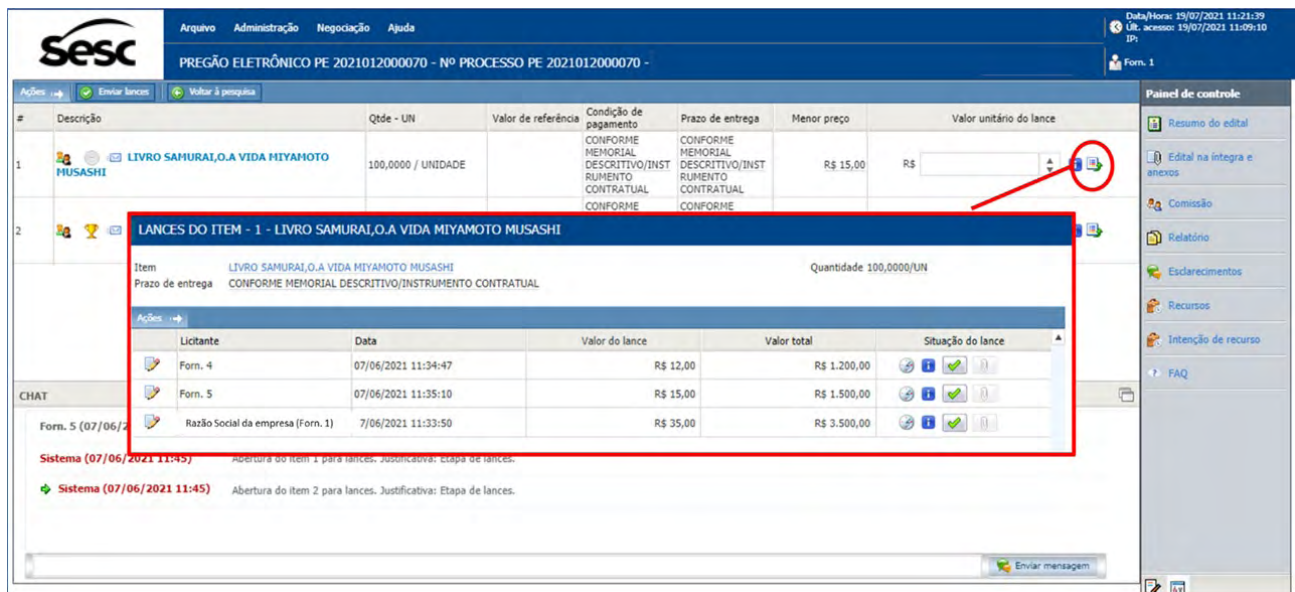 Sesc
Arquivo Administração Negociação Ajuda
Data/Hora: 19/07/2021 11:21:39
Últ. acesso: 19/07/2021 11:09:10
IP:
PREGÃO ELETRÔNICO PE 2021012000070 - Nº PROCESSO PE 2021012000070 -
Forn. 1
Ações Enviar lances Voltar à pesquisa
Painel de controle
# Descrição Qtde - UN Valor de referência Condição de pagamento Prazo de entrega Menor preço Valor unitário do lance
Resumo do edital
Edital na íntegra e
anexos
Comissão
Relatório
Esclarecimentos
Recursos
Intenção de recurso
FAQ
1 LIVRO SAMURAI,O.A VIDA MIYAMOTO
MUSASHI
100,0000 / UNIDADE
CONFORME
MEMORIAL
DESCRITIVO/INST
RUMENTO
CONTRATUAL
CONFORME
MEMORIAL
DESCRITIVO/INST
RUMENTO
CONTRATUAL
R$ 15,00 R$
2
CONFORME CONFORME
LANCES DO ITEM - 1 - LIVRO SAMURAI,O.A VIDA MIYAMOTO MUSASHI
Item LIVRO SAMURAI,O.A VIDA MIYAMOTO MUSASHI Quantidade 100,0000/UN
Prazo de entrega CONFORME MEMORIAL DESCRITIVO/INSTRUMENTO CONTRATUAL
Ações
Licitante Data Valor do lance Valor total Situação do lance
Forn. 4 07/06/2021 11:34:47 R$ 12,00 R$ 1.200,00
Forn. 5 07/06/2021 11:35:10 R$ 15,00 R$ 1.500,00
Razão Social da empresa (Forn. 1) 7/06/2021 11:33:50 R$ 35,00 R$ 3.500,00
CHAT
Forn. 5 (07/06/2
Sistema (07/06/2021 11:45) Abertura do item 1 para lances. Justificativa: Etapa de lances.
Sistema (07/06/2021 11:45) Abertura do item 2 para lances. Justificativa: Etapa de lances.
Enviar mensagem